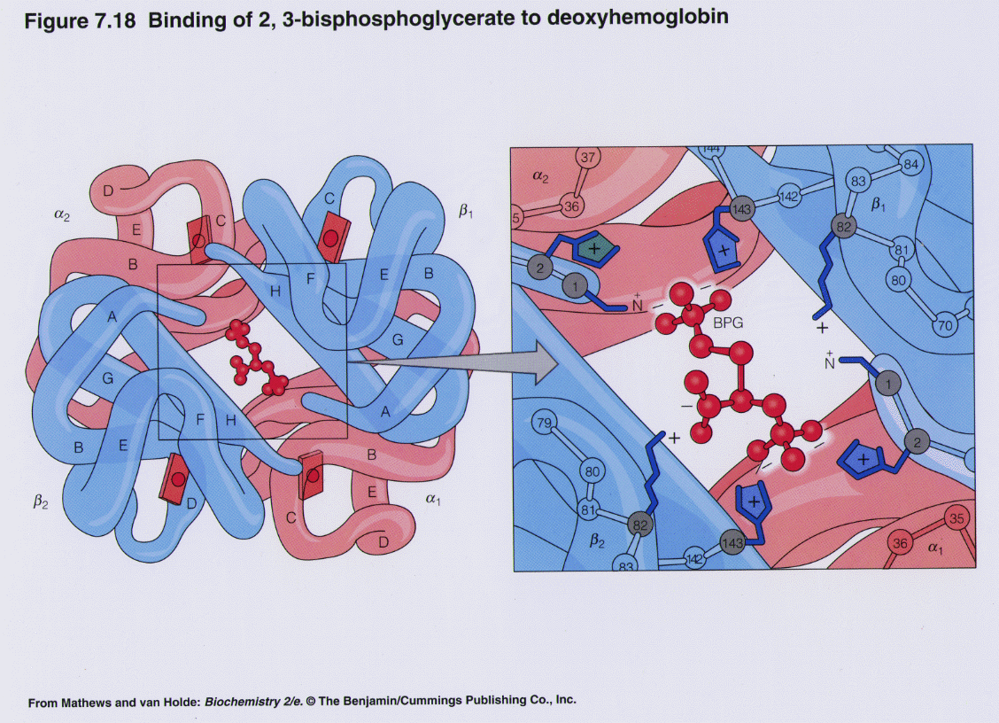 Figure 7.18 Binding of 2, 3-bisphosphoglycerate to deoxyhemoglobin
α2
D
E
C
B
A
G
B
E
F
H
D
β2
C
β1
H
F
E
B
G
A
B
E
C
D
α1
37
α2
36
5
2
1
+
N
+
144
143
142
+
83
84
β1
82
81
80
70
+
BPG
N
+
1
2
+
79
80
81
82
83
β2
+
142
143
+
35
36
α1
From Mathews and van Holde: Biochemistry 2/e. © The Benjamin/Cummings Publishing Co., Inc.